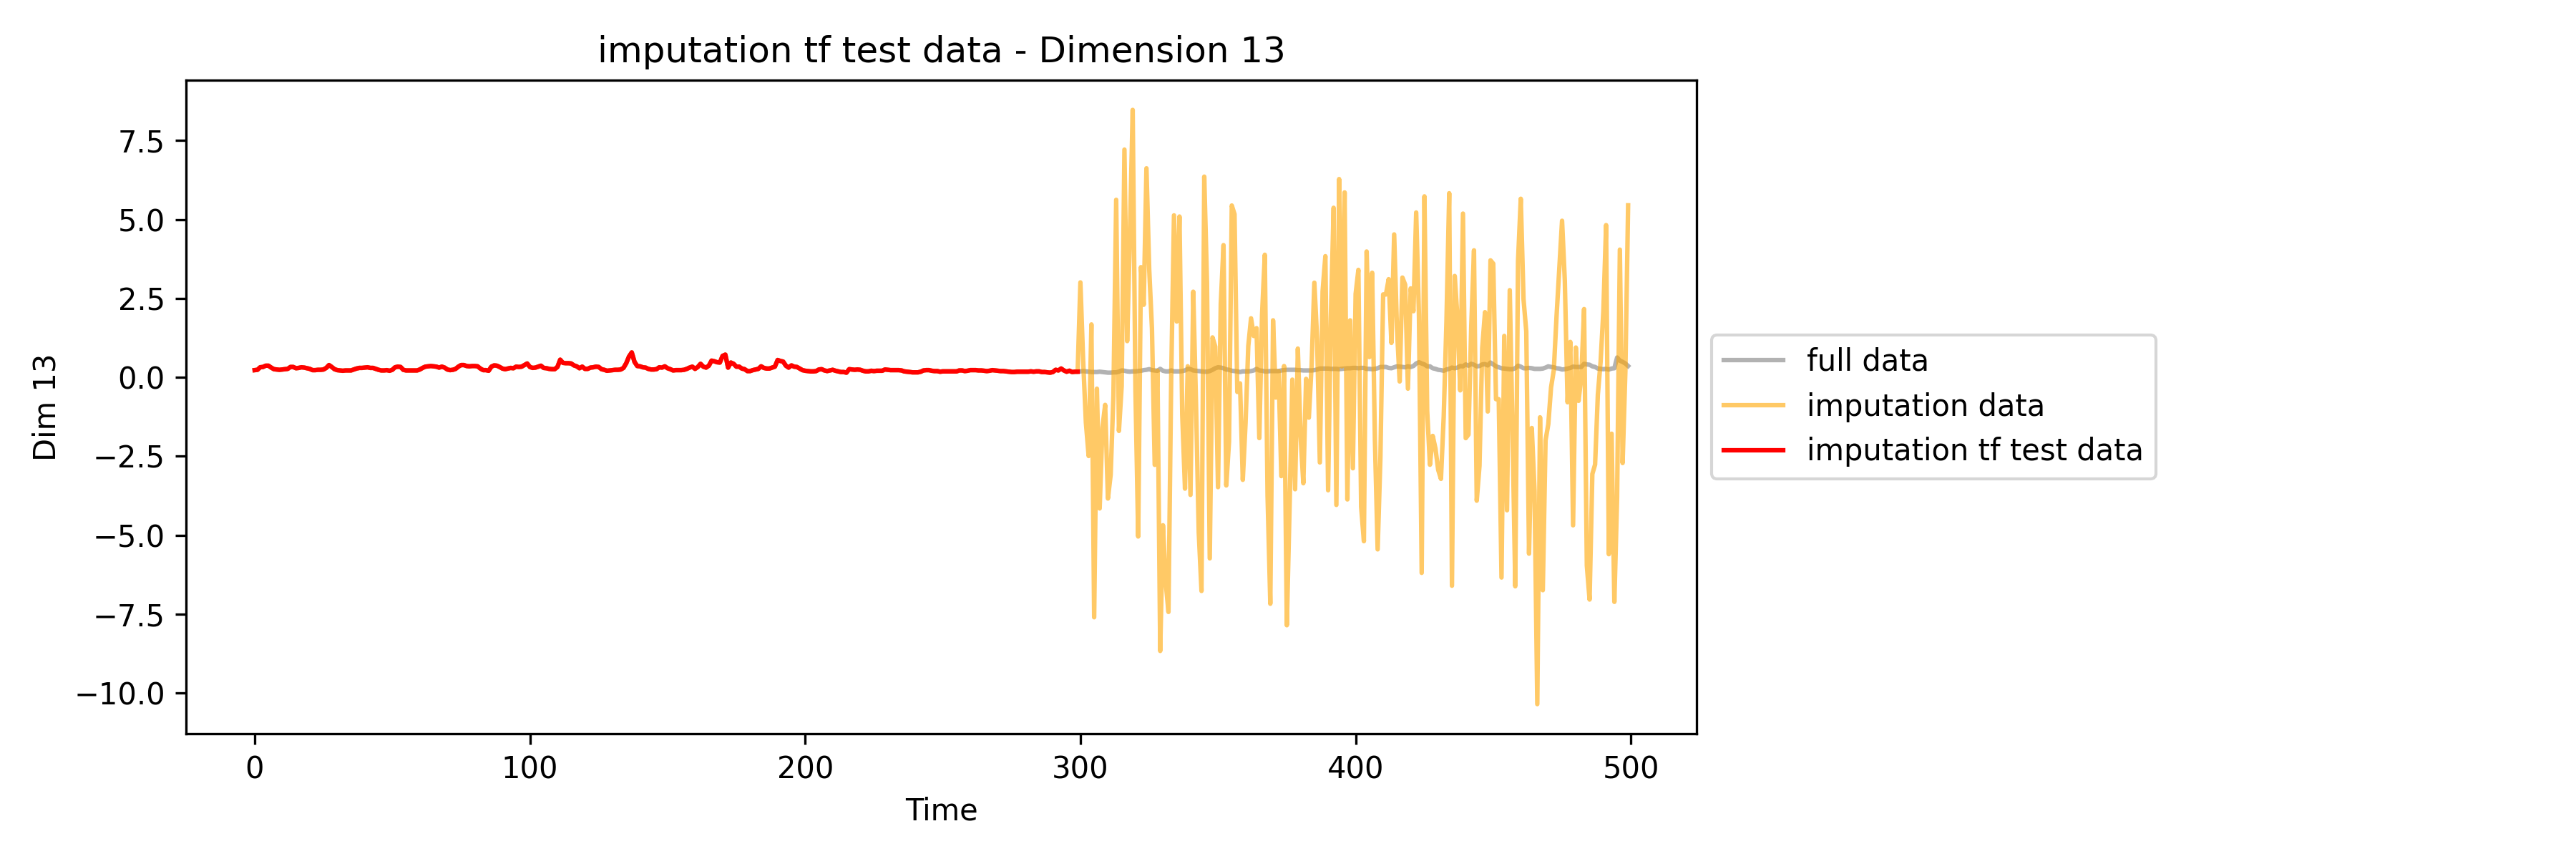 imputation tf test data - Dimension 13
Dim 13
7.5
5.0
2.5
0.0
−2.5
−5.0
−7.5
−10.0
0 100 200 300 400 500
Time
full data
imputation data
imputation tf test data